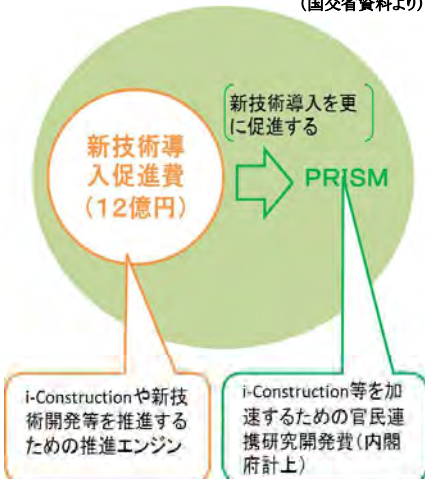 （国交省資料より）
新技術導入を更
に促進する
新技術導
入促進費
（12億円）
PRISM
i-Constructionや新技
術開発等を推進する
ための推進エンジン
i-Construction等を加
速するための官民連
携研究開発費（内閣
府計上）